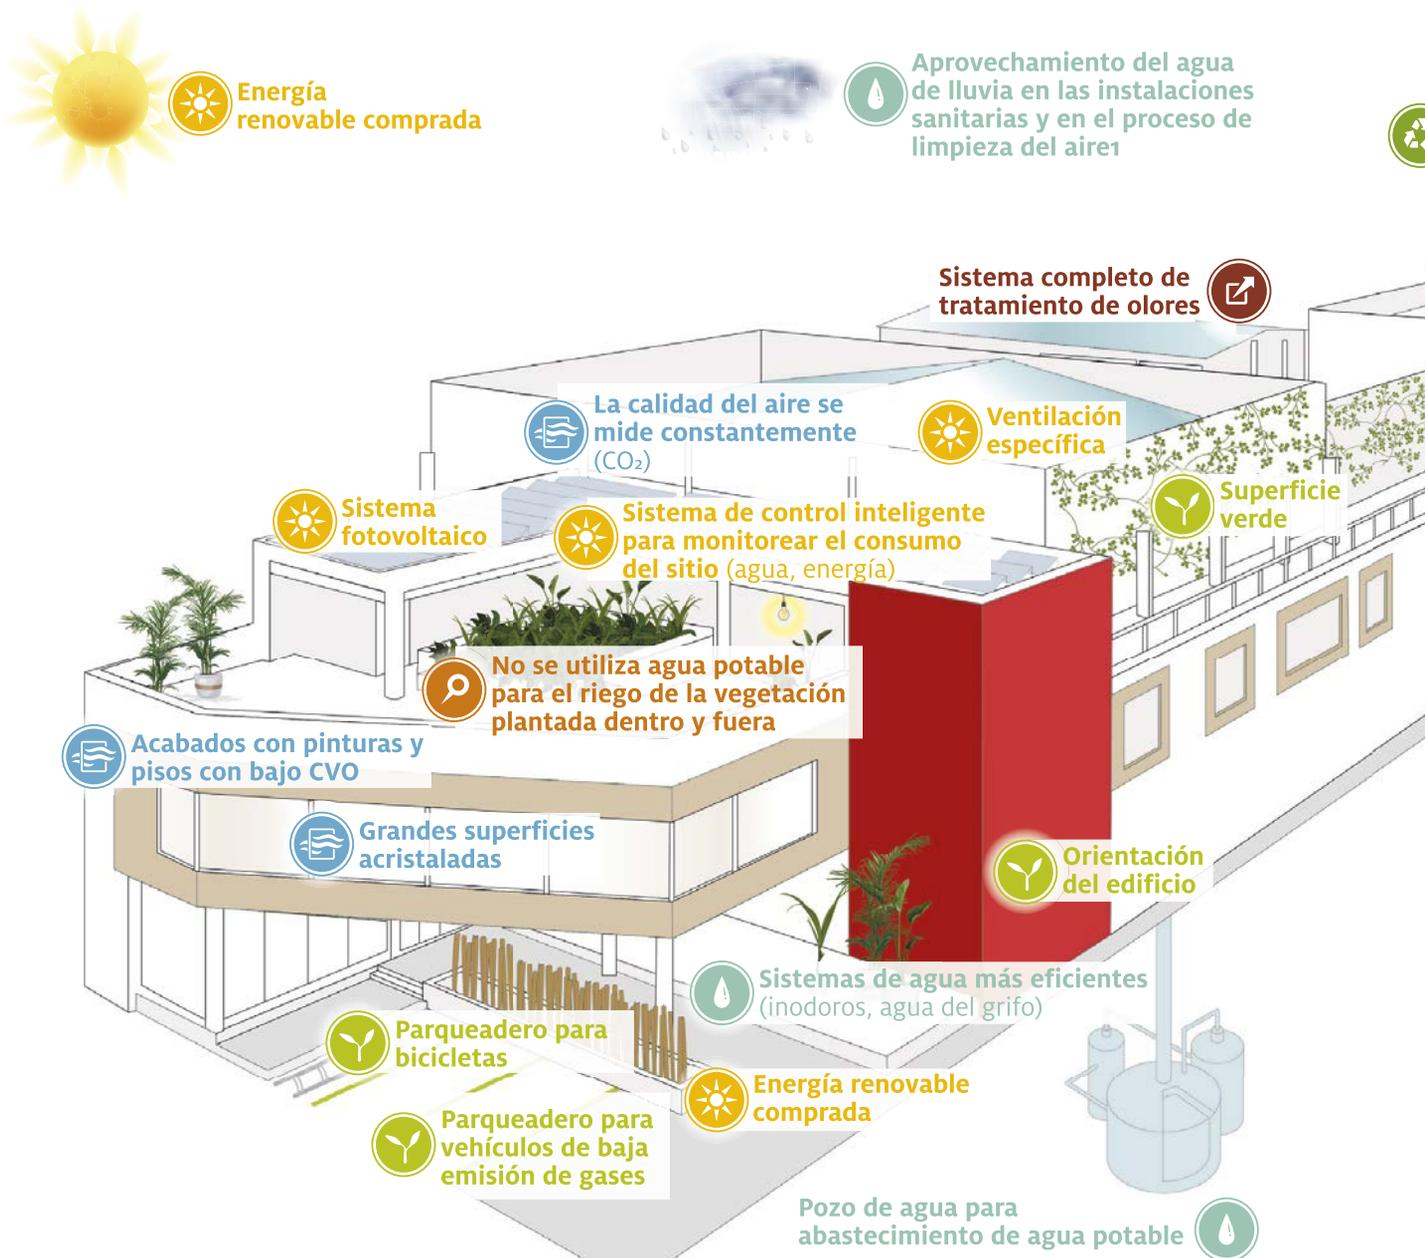 Energía
renovable comprada
Aprovechamiento del agua
de lluvia en las instalaciones
sanitarias y en el proceso de
limpieza del aire1
Sistema completo de
tratamiento de olores
La calidad del aire se
mide constantemente
(CO₂)
Ventilación
específica
Superficie
verde
Sistema
fotovoltaico
Sistema de control inteligente
para monitorear el consumo
del sitio (agua, energía)
No se utiliza agua potable
para el riego de la vegetación
plantada dentro y fuera
Acabados con pinturas y
pisos con bajo CVO
Grandes superficies
acristaladas
Orientación
del edificio
Sistemas de agua más eficientes
(inodoros, agua del grifo)
Parqueadero para
bicicletas
Energía renovable
comprada
Parqueadero para
vehículos de baja
emisión de gases
Pozo de agua para
abastecimiento de agua potable